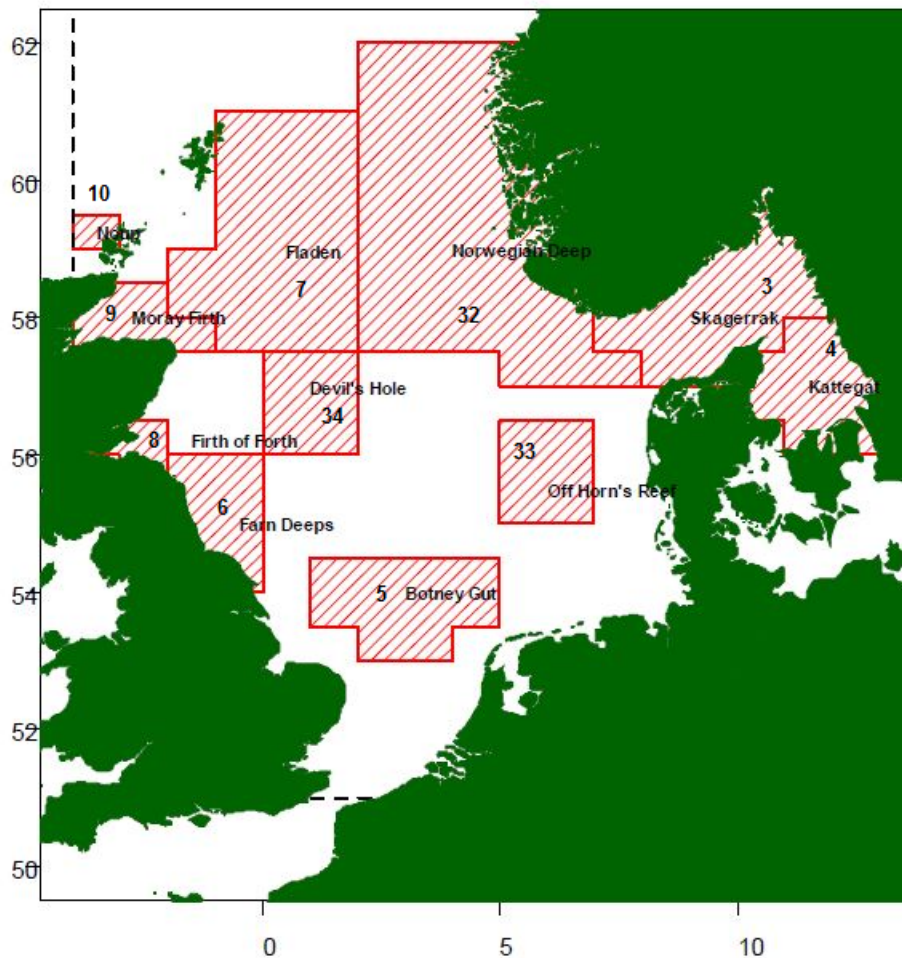 62
60
10
Noup
Fladen
Norwegian Deep
7
32
3
Skagerrak
58
9
Moray Firth
4
Kattegat
Devil's Hole
34
Firth of Forth
8
56
33
Off Horn's Reef
6
Farn Deeps
54
5
Botney Gut
52
50
0
5
10